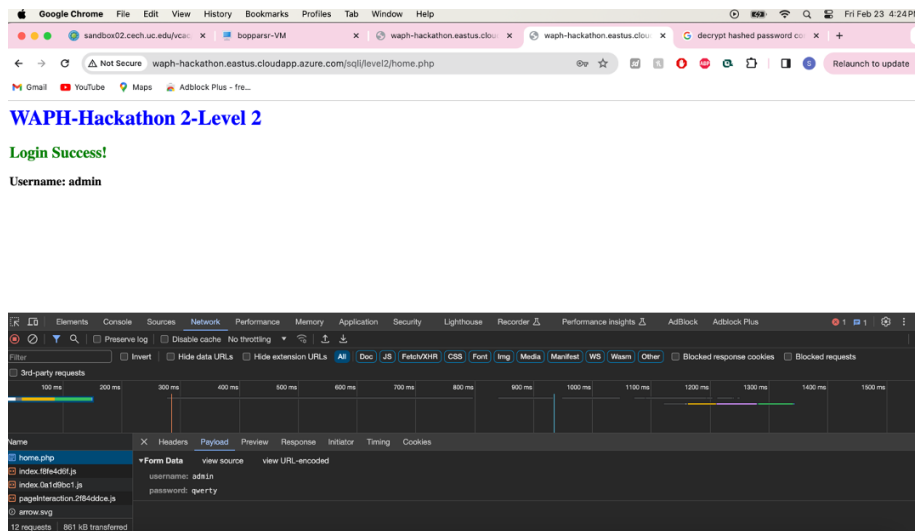 Google Chrome File Edit View History Bookmarks Profiles Tab Window Help Fri Feb 23 4:24PM
sandbox02.cech.uc.edu/vcac bopparsr-VM waph-hackathon.eastus.clou waph-hackathon.eastus.clou decrypt hashed password co
Not Secure waph-hackathon.eastus.cloudapp.azure.com/sqli/level2/home.php Relaunch to update
Gmail YouTube Maps Adblock Plus - fre...
WAPH-Hackathon 2-Level 2
Login Success!
Username: admin
Elements Console Sources Network Performance Memory Application Security Lighthouse Recorder Performance insights AdBlock Adblock Plus 1 1
Preserve log Disable cache No throttling
Filter Invert Hide data URLs Hide extension URLs All Doc JS Fetch/XHR CSS Font Img Media Manifest WS Wasm Other Blocked response cookies Blocked requests
3rd-party requests
100 ms 200 ms 300 ms 400 ms 500 ms 600 ms 700 ms 800 ms 900 ms 1000 ms 1100 ms 1200 ms 1300 ms 1400 ms 1500 ms
Name Headers Payload Preview Response Initiator Timing Cookies
home.php Form Data view source view URL-encoded
index.f8fe4d6f.js username: admin
index.0a1d9bc1.js password: qwerty
pageInteraction.2f84ddce.js
arrow.svg
12 requests 861 kB transferred